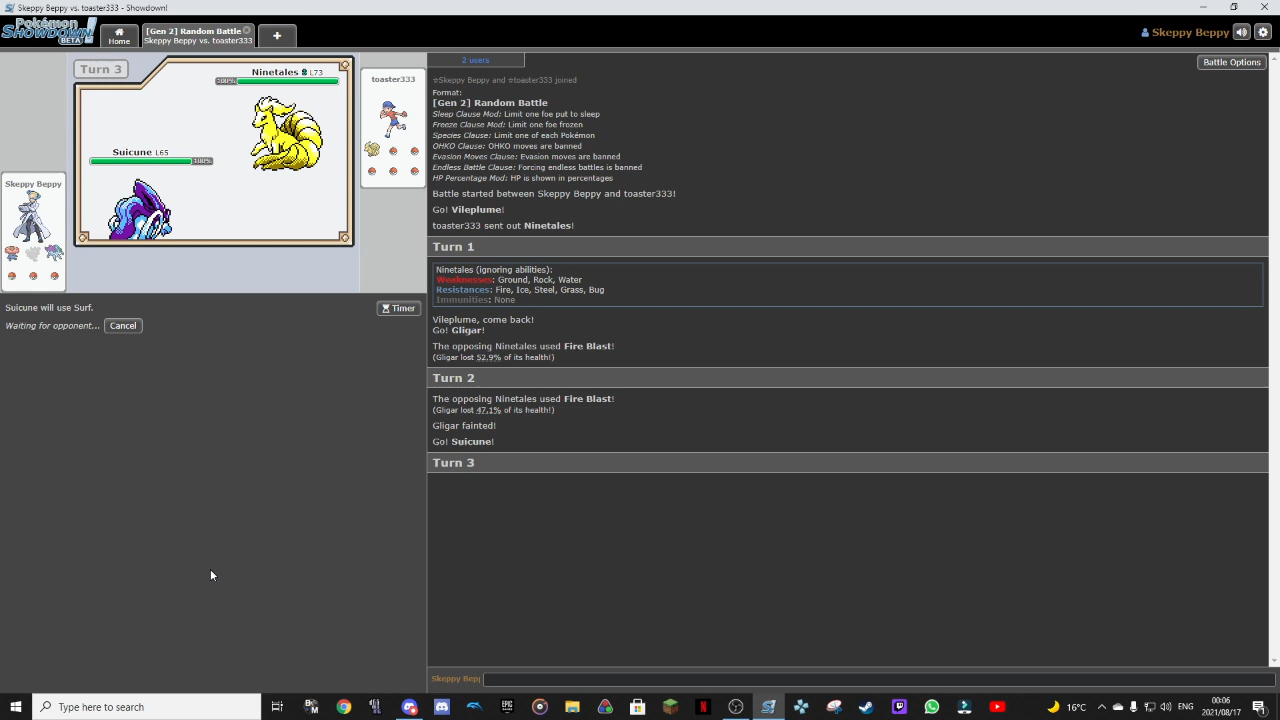 Skeppy Beppy vs. toaster333 - Showdown!
Pokémon
SHOWDOWN!
BETA
Home
[Gen 2] Random Battle
Skeppy Beppy vs. toaster333
+
Skeppy Beppy
Turn 3
Ninetales L73
100%
Suicune L65
100%
toaster333
Skeppy Beppy
Suicune will use Surf.
Timer
Waiting for opponent...
Cancel
2 users
Battle Options
☆Skeppy Beppy and ☆toaster333 joined
Format:
[Gen 2] Random Battle
Sleep Clause Mod: Limit one foe put to sleep
Freeze Clause Mod: Limit one foe frozen
Species Clause: Limit one of each Pokémon
OHKO Clause: OHKO moves are banned
Evasion Moves Clause: Evasion moves are banned
Endless Battle Clause: Forcing endless battles is banned
HP Percentage Mod: HP is shown in percentages
Battle started between Skeppy Beppy and toaster333!
Go! Vileplume!
toaster333 sent out Ninetales!
Turn 1
Ninetales (ignoring abilities):
Weaknesses: Ground, Rock, Water
Resistances: Fire, Ice, Steel, Grass, Bug
Immunities: None
Vileplume, come back!
Go! Gligar!
The opposing Ninetales used Fire Blast!
(Gligar lost 52.9% of its health!)
Turn 2
The opposing Ninetales used Fire Blast!
(Gligar lost 47.1% of its health!)
Gligar fainted!
Go! Suicune!
Turn 3
Skeppy Bepp
Type here to search
16°C
ENG
00:06
2021/08/17